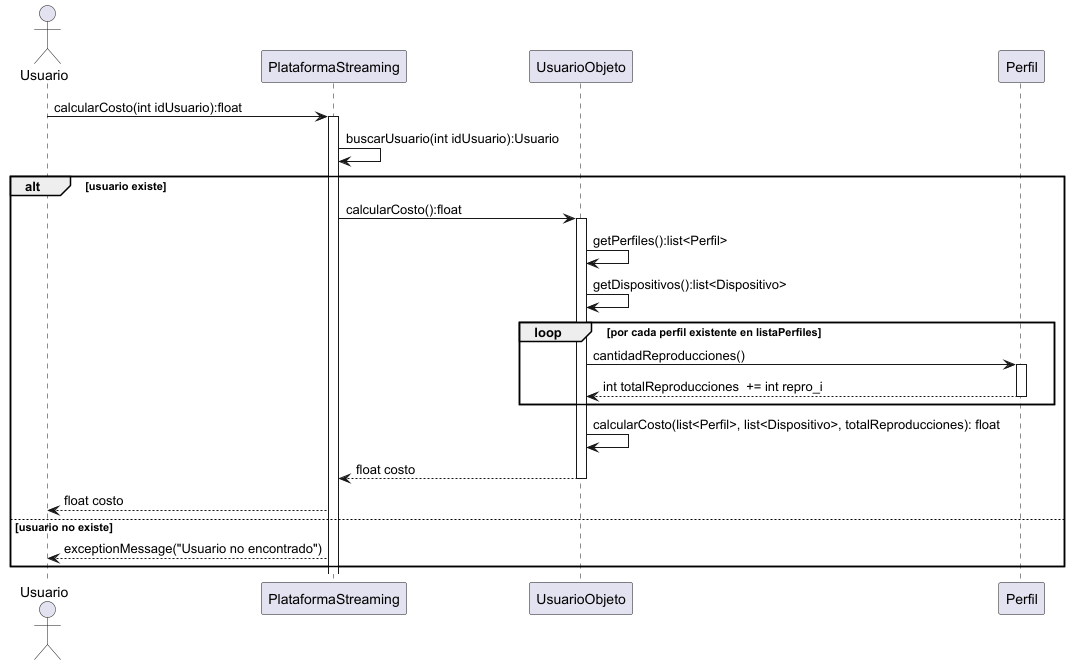 Usuario
PlataformaStreaming
UsuarioObjeto
Perfil
calcularCosto(int idUsuario):float
buscarUsuario(int idUsuario):Usuario
alt
[usuario existe]
calcularCosto():float
getPerfiles():list<Perfil>
getDispositivos():list<Dispositivo>
loop
[por cada perfil existente en listaPerfiles]
cantidadReproducciones()
int totalReproducciones  += int repro_i
calcularCosto(list<Perfil>, list<Dispositivo>, totalReproducciones): float
float costo
float costo
[usuario no existe]
exceptionMessage("Usuario no encontrado")
Usuario
PlataformaStreaming
UsuarioObjeto
Perfil